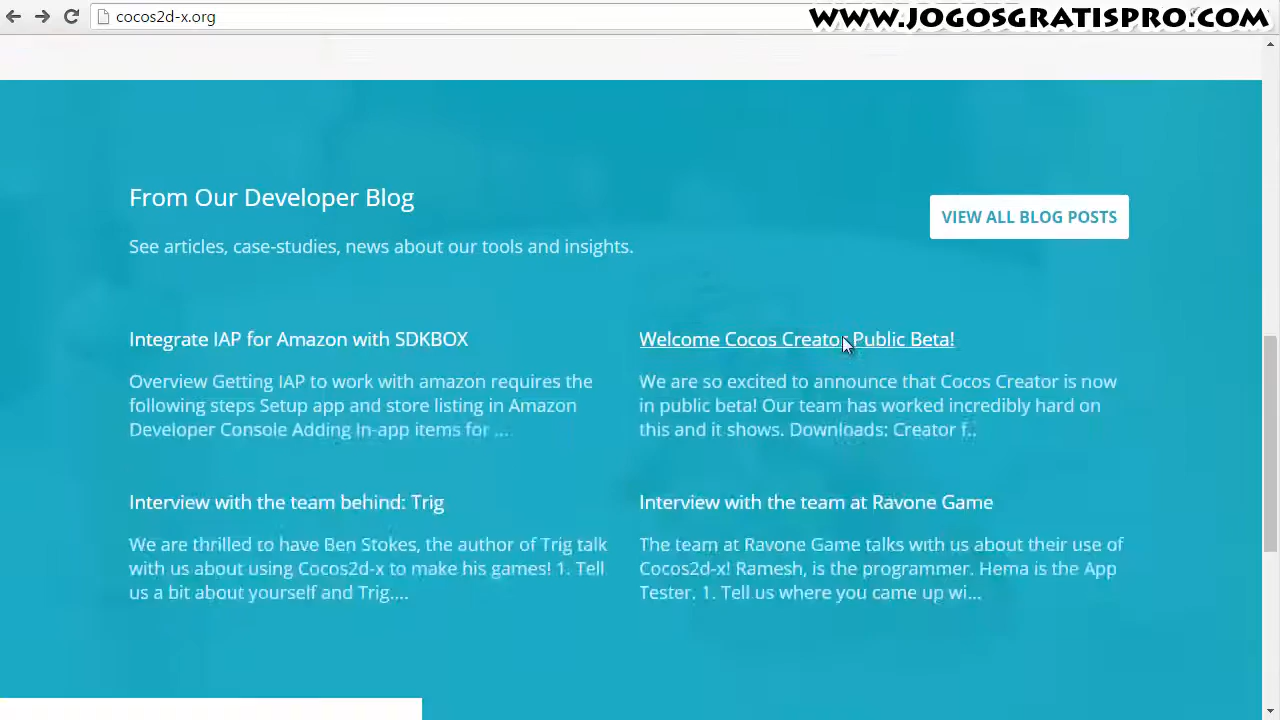 cocos2d-x.org
WWW.JOGOSGRATISPRO.COM
From Our Developer Blog
VIEW ALL BLOG POSTS
See articles, case-studies, news about our tools and insights.
Integrate IAP for Amazon with SDKBOX
Overview Getting IAP to work with amazon requires the
following steps Setup app and store listing in Amazon
Developer Console Adding In-app items for ...
Welcome Cocos Creator Public Beta!
We are so excited to announce that Cocos Creator is now
in public beta! Our team has worked incredibly hard on
this and it shows. Downloads: Creator f..
Interview with the team behind: Trig
We are thrilled to have Ben Stokes, the author of Trig talk
with us about using Cocos2d-x to make his games! 1. Tell
us a bit about yourself and Trig....
Interview with the team at Ravone Game
The team at Ravone Game talks with us about their use of
Cocos2d-x! Ramesh, is the programmer. Hema is the App
Tester. 1. Tell us where you came up wi...